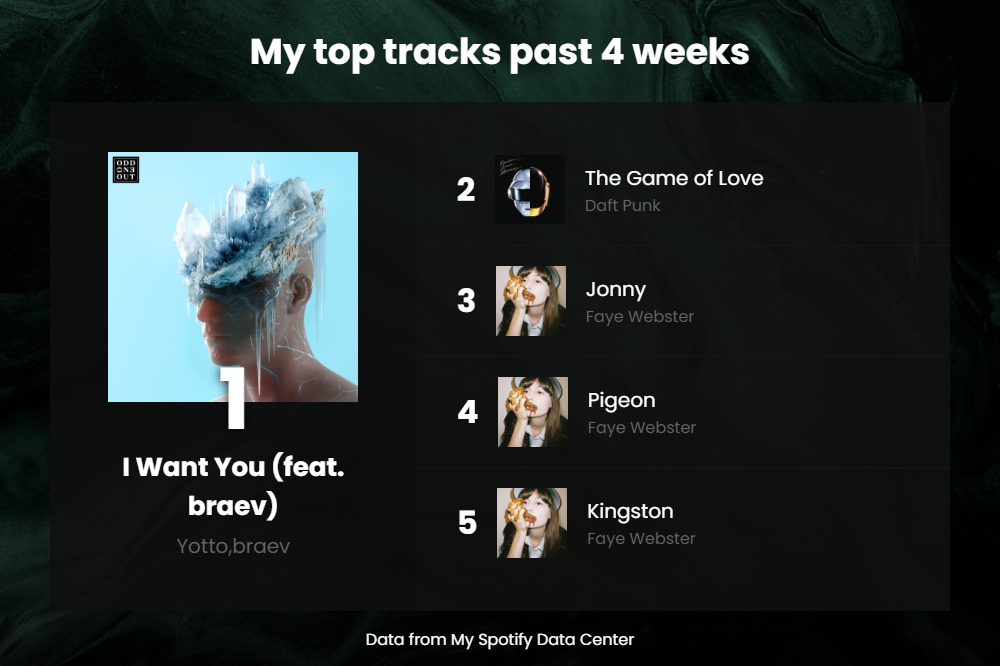 My top tracks past 4 weeks
ODD
ONE
OUT
1
I Want You (feat.
braev)
Yotto,braev
2
The Game of Love
Daft Punk
3
Jonny
Faye Webster
4
Pigeon
Faye Webster
5
Kingston
Faye Webster
Data from My Spotify Data Center